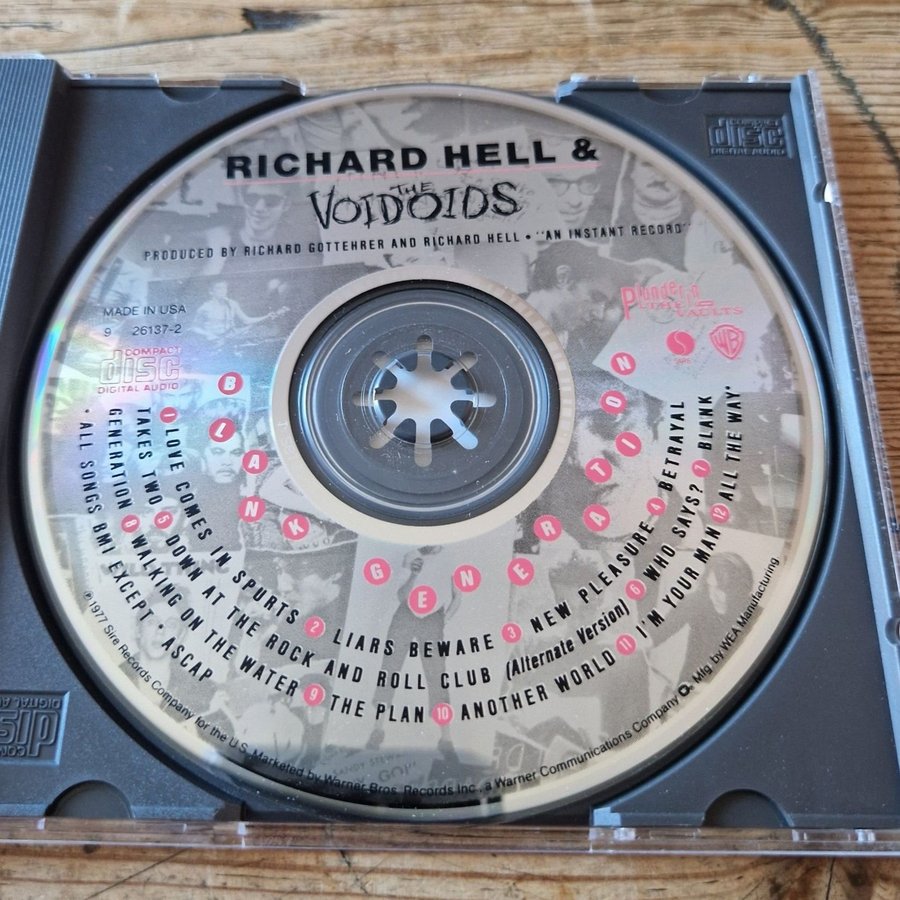 RICHARD HELL &
THE
VOIDOIDS
PRODUCED BY RICHARD GOTTEHRER AND RICHARD HELL • "AN INSTANT RECORD"
MADE IN USA
9 26137-2
COMPACT
disc
DIGITAL AUDIO
Plunderin
THE
VAULTS
S
SIRE
WB
COMPACT
disc
DIGITAL AUDIO
BLANK GENERATION
1 LOVE COMES IN SPURTS 2 LIARS BEWARE 3 NEW PLEASURE 4 BETRAYAL
TAKES TWO 5 DOWN AT THE ROCK AND ROLL CLUB (Alternate Version) 6 WHO SAYS? 7 BLANK
GENERATION 8 WALKING ON THE WATER 9 THE PLAN 10 ANOTHER WORLD 11 I'M YOUR MAN 12 ALL THE WAY*
* ALL SONGS BMI EXCEPT * ASCAP
℗ 1977 Sire Records Company for the U.S. Marketed by Warner Bros. Records Inc., a Warner Communications Company Mfg by WEA Manufacturing
disc